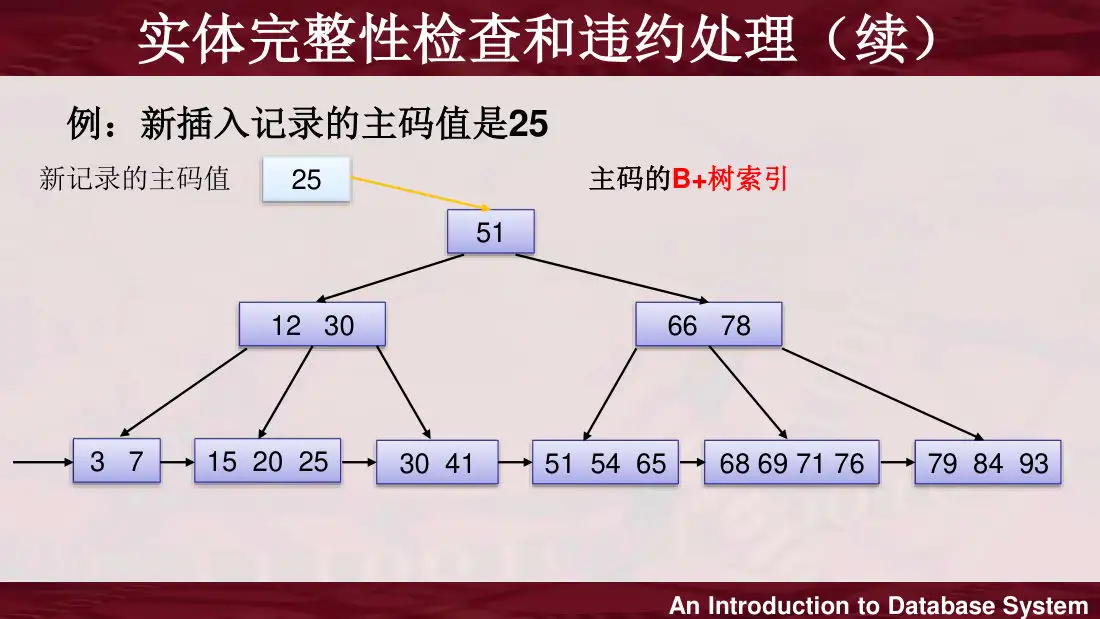 实体完整性检查和违约处理（续）
例：新插入记录的主码值是25
新记录的主码值 25 主码的B+树索引
51
12 30 66 78
3 7 15 20 25 30 41 51 54 65 68 69 71 76 79 84 93
An Introduction to Database System